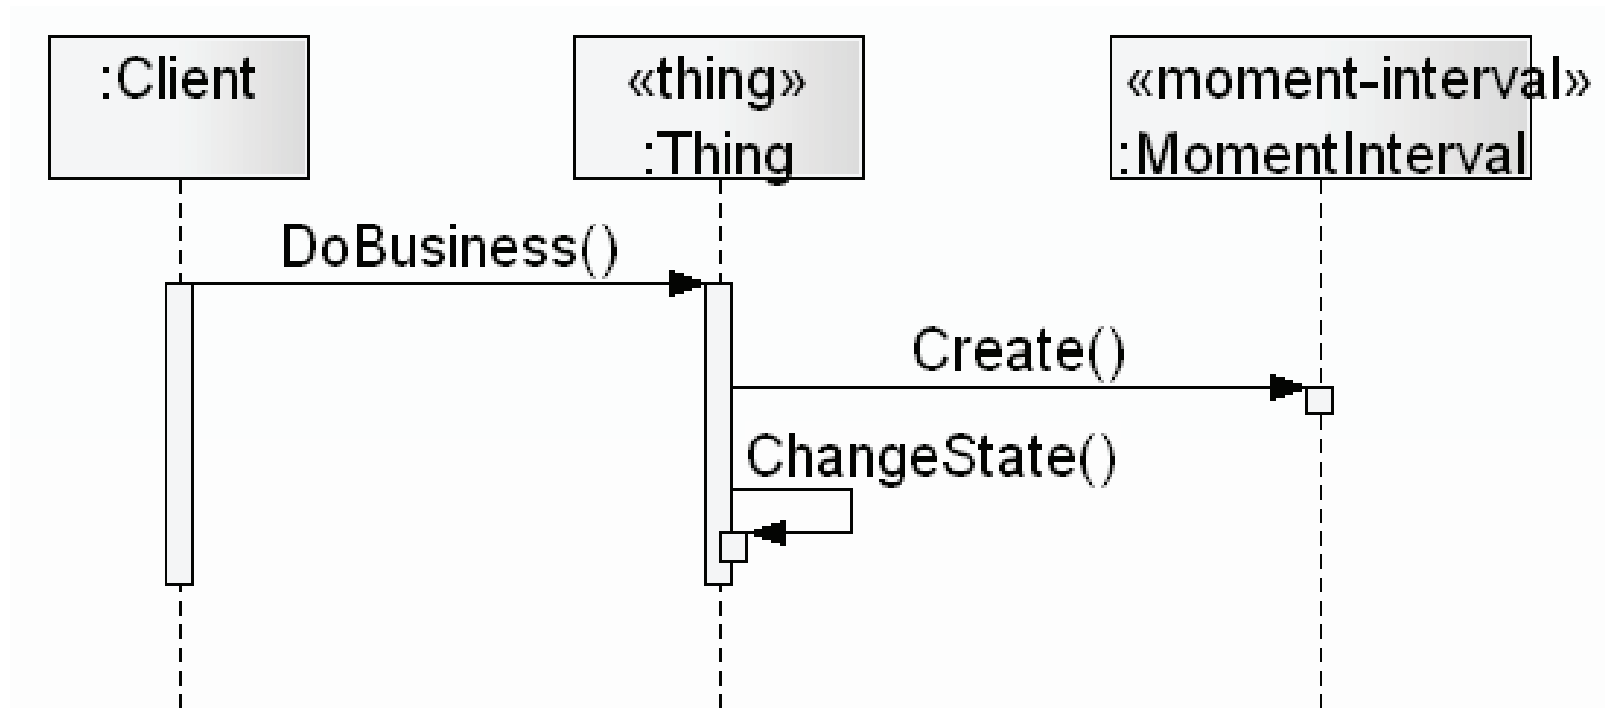 :Client
«thing»
:Thing
«moment-interval»
:MomentInterval
DoBusiness()
Create()
ChangeState()